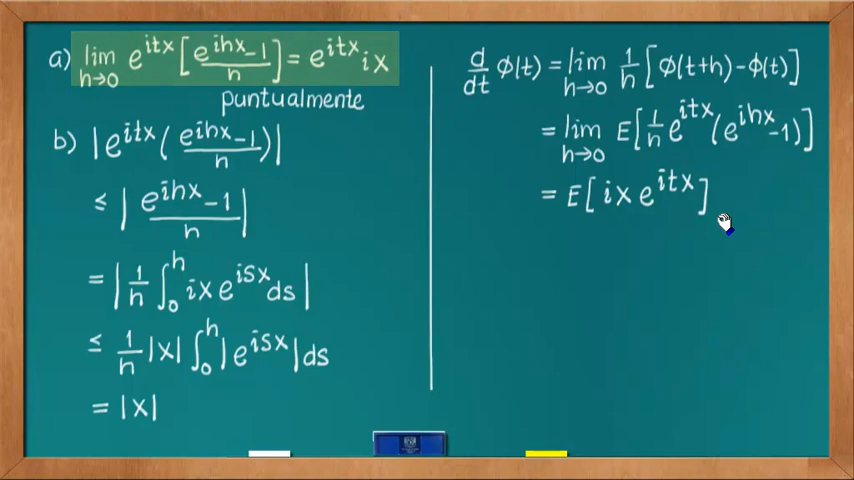 a) lim h→0 e^{itx} [ (e^{ihx} - 1)/h ] = e^{itx} ix
puntualmente
b) | e^{itx} ( (e^{ihx} - 1)/h ) |
≤ | (e^{ihx} - 1)/h |
= | 1/h ∫_0^h ix e^{isx} ds |
≤ 1/h |x| ∫_0^h | e^{isx} | ds
= |x|
d/dt Ø(t) = lim h→0 1/h [ Ø(t+h) - Ø(t) ]
= lim h→0 E[ 1/h e^{itx} ( e^{ihx} - 1) ]
= E[ ix e^{itx} ]